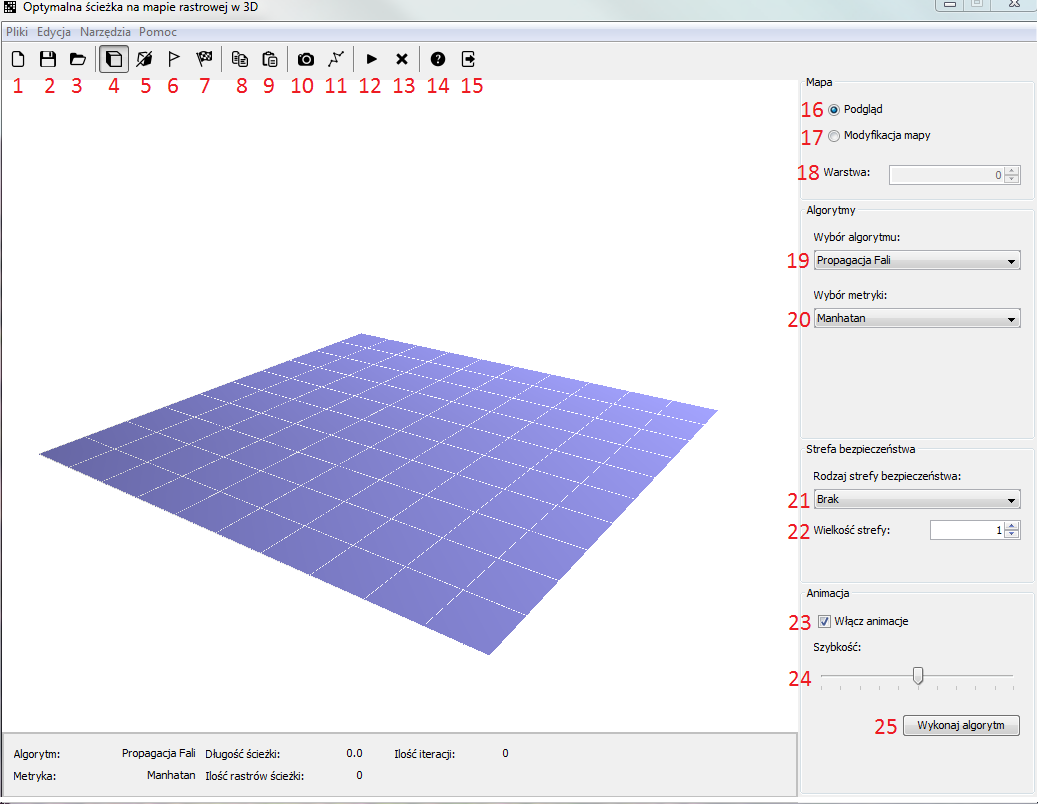 Optymalna ścieżka na mapie rastrowej w 3D
Pliki Edycja Narzędzia Pomoc
1 2 3 4 5 6 7 8 9 10 11 12 13 14 15
Mapa
16 Podgląd
17 Modyfikacja mapy
18 Warstwa: 0
Algorytmy
Wybór algorytmu:
19 Propagacja Fali
Wybór metryki:
20 Manhatan
Strefa bezpieczeństwa
Rodzaj strefy bezpieczeństwa:
21 Brak
22 Wielkość strefy: 1
Animacja
23 Włącz animacje
Szybkość:
24
25 Wykonaj algorytm
Algorytm: Propagacja Fali Długość ścieżki: 0.0 Ilość iteracji: 0
Metryka: Manhatan Ilość rastrów ścieżki: 0